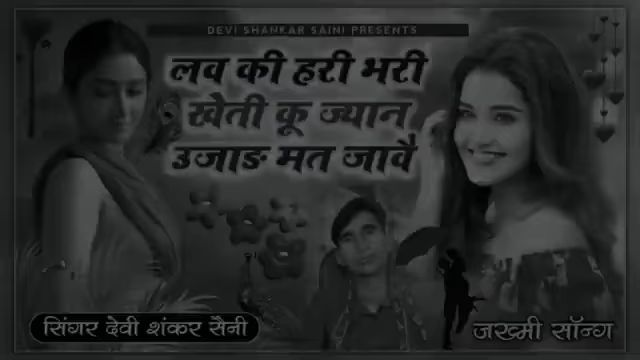 DEVI SHANKAR SAINI PRESENTS
लव की हरी भरी
खेती कू ज्यान
उजाङ मत जावै
सिंगर देवी शंकर सैनी
जख्मी सॉन्ग